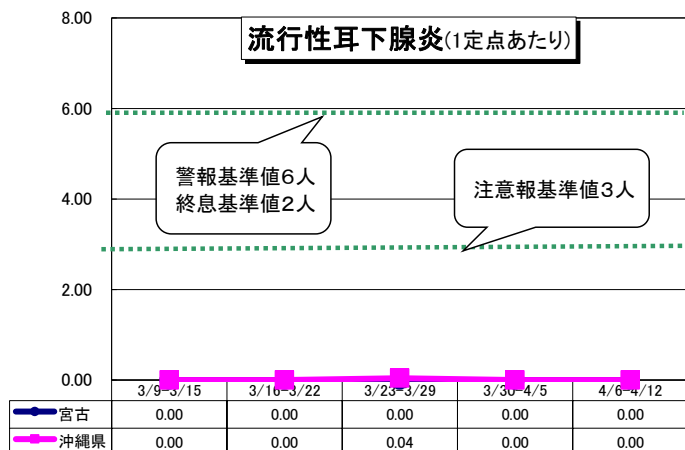 流行性耳下腺炎(1定点あたり)
8.00
6.00
4.00
2.00
0.00
警報基準値6人
終息基準値2人
注意報基準値3人
3/9-3/15 3/16-3/22 3/23-3/29 3/30-4/5 4/6-4/12
宮古 0.00 0.00 0.00 0.00 0.00
沖縄県 0.00 0.00 0.04 0.00 0.00